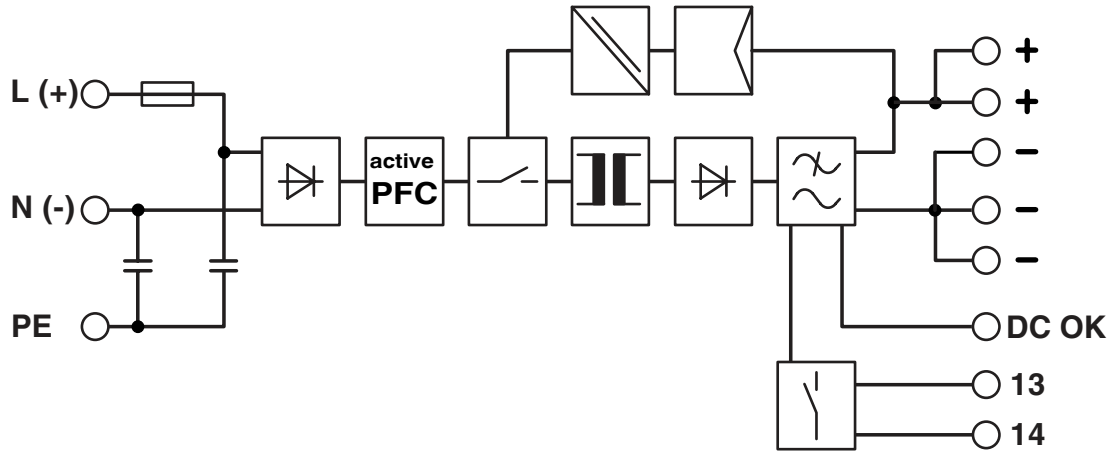 L (+)
N (-)
PE
active
PFC
+
+
–
–
–
DC OK
13
14